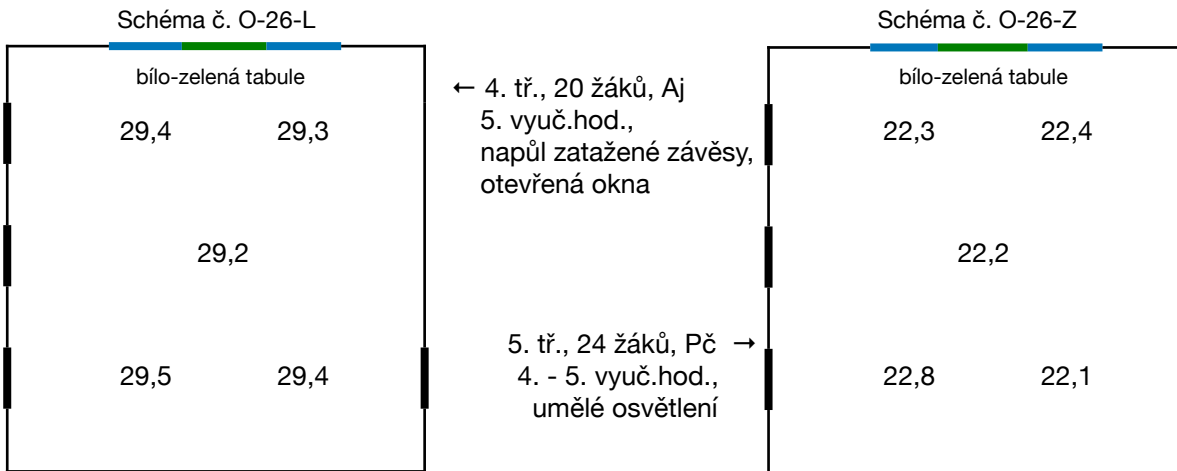 Schéma č. O-26-L
bílo-zelená tabule
29,4 29,3
29,2
29,5 29,4
← 4. tř., 20 žáků, Aj
5. vyuč.hod.,
napůl zatažené závěsy,
otevřená okna
5. tř., 24 žáků, Pč →
4. - 5. vyuč.hod.,
umělé osvětlení
Schéma č. O-26-Z
bílo-zelená tabule
22,3 22,4
22,2
22,8 22,1